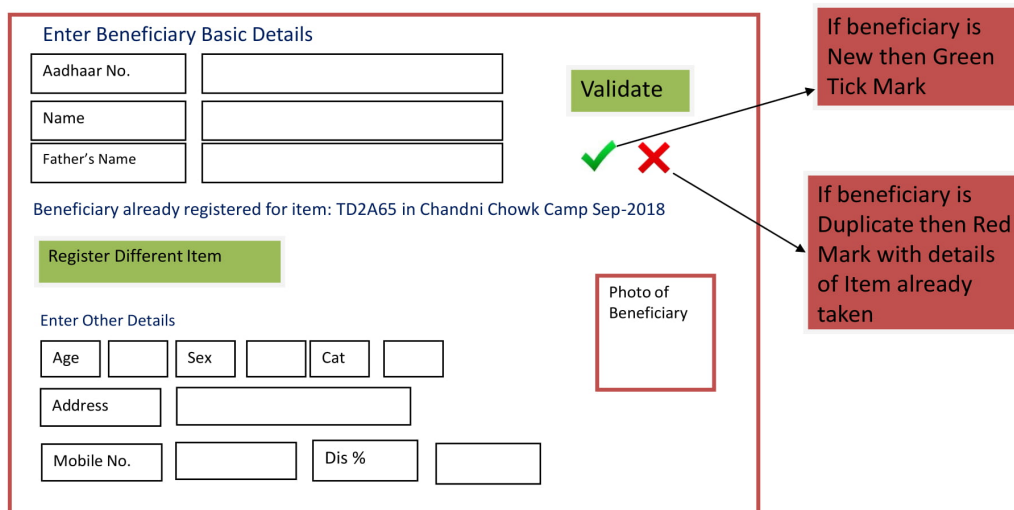 Enter Beneficiary Basic Details
Aadhaar No.
Name
Father's Name
Validate
Beneficiary already registered for item: TD2A65 in Chandni Chowk Camp Sep-2018
Register Different Item
Photo of
Beneficiary
Enter Other Details
Age
Sex
Cat
Address
Mobile No.
Dis %
If beneficiary is
New then Green
Tick Mark
If beneficiary is
Duplicate then Red
Mark with details
of Item already
taken